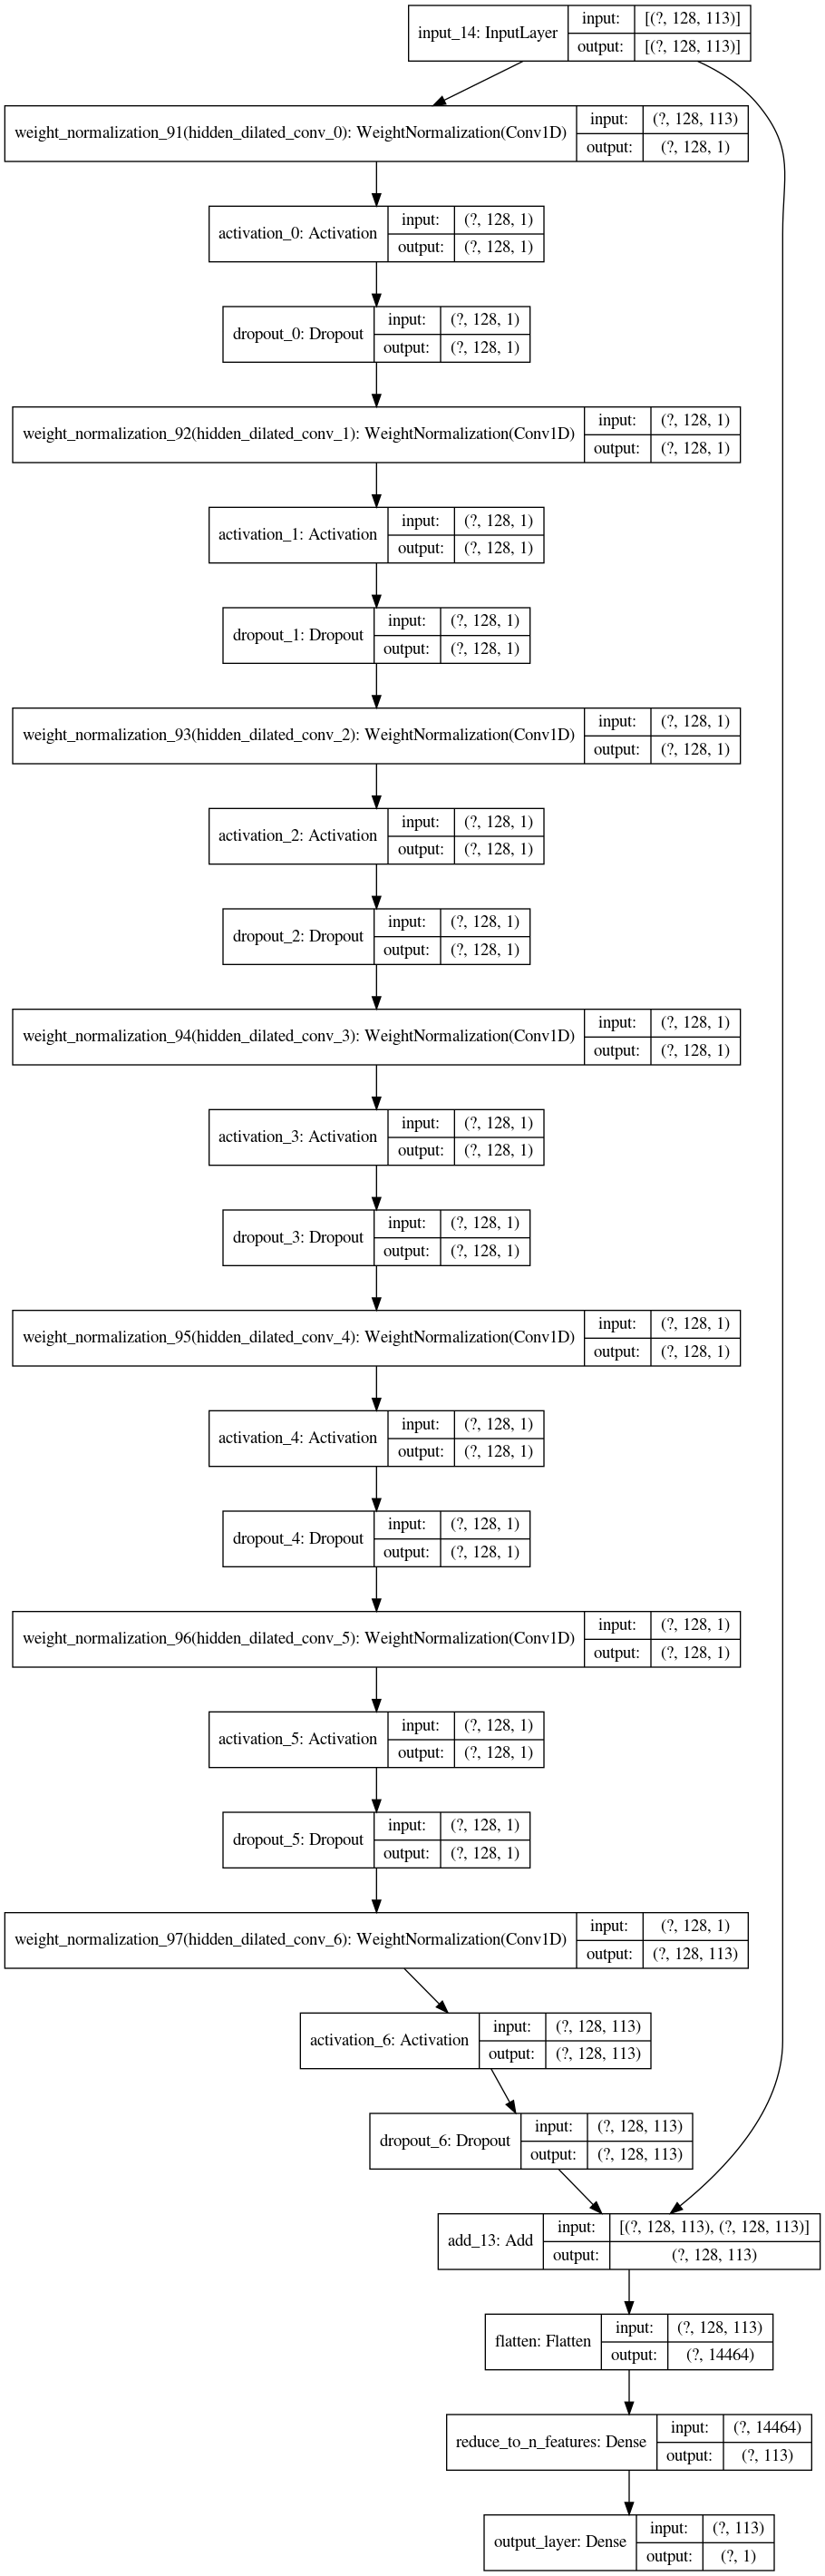 input_14: InputLayer
input: [(?, 128, 113)]
output: [(?, 128, 113)]
weight_normalization_91(hidden_dilated_conv_0): WeightNormalization(Conv1D)
input: (?, 128, 113)
output: (?, 128, 1)
activation_0: Activation
input: (?, 128, 1)
output: (?, 128, 1)
dropout_0: Dropout
input: (?, 128, 1)
output: (?, 128, 1)
weight_normalization_92(hidden_dilated_conv_1): WeightNormalization(Conv1D)
input: (?, 128, 1)
output: (?, 128, 1)
activation_1: Activation
input: (?, 128, 1)
output: (?, 128, 1)
dropout_1: Dropout
input: (?, 128, 1)
output: (?, 128, 1)
weight_normalization_93(hidden_dilated_conv_2): WeightNormalization(Conv1D)
input: (?, 128, 1)
output: (?, 128, 1)
activation_2: Activation
input: (?, 128, 1)
output: (?, 128, 1)
dropout_2: Dropout
input: (?, 128, 1)
output: (?, 128, 1)
weight_normalization_94(hidden_dilated_conv_3): WeightNormalization(Conv1D)
input: (?, 128, 1)
output: (?, 128, 1)
activation_3: Activation
input: (?, 128, 1)
output: (?, 128, 1)
dropout_3: Dropout
input: (?, 128, 1)
output: (?, 128, 1)
weight_normalization_95(hidden_dilated_conv_4): WeightNormalization(Conv1D)
input: (?, 128, 1)
output: (?, 128, 1)
activation_4: Activation
input: (?, 128, 1)
output: (?, 128, 1)
dropout_4: Dropout
input: (?, 128, 1)
output: (?, 128, 1)
weight_normalization_96(hidden_dilated_conv_5): WeightNormalization(Conv1D)
input: (?, 128, 1)
output: (?, 128, 1)
activation_5: Activation
input: (?, 128, 1)
output: (?, 128, 1)
dropout_5: Dropout
input: (?, 128, 1)
output: (?, 128, 1)
weight_normalization_97(hidden_dilated_conv_6): WeightNormalization(Conv1D)
input: (?, 128, 1)
output: (?, 128, 113)
activation_6: Activation
input: (?, 128, 113)
output: (?, 128, 113)
dropout_6: Dropout
input: (?, 128, 113)
output: (?, 128, 113)
add_13: Add
input: [(?, 128, 113), (?, 128, 113)]
output: (?, 128, 113)
flatten: Flatten
input: (?, 128, 113)
output: (?, 14464)
reduce_to_n_features: Dense
input: (?, 14464)
output: (?, 113)
output_layer: Dense
input: (?, 113)
output: (?, 1)